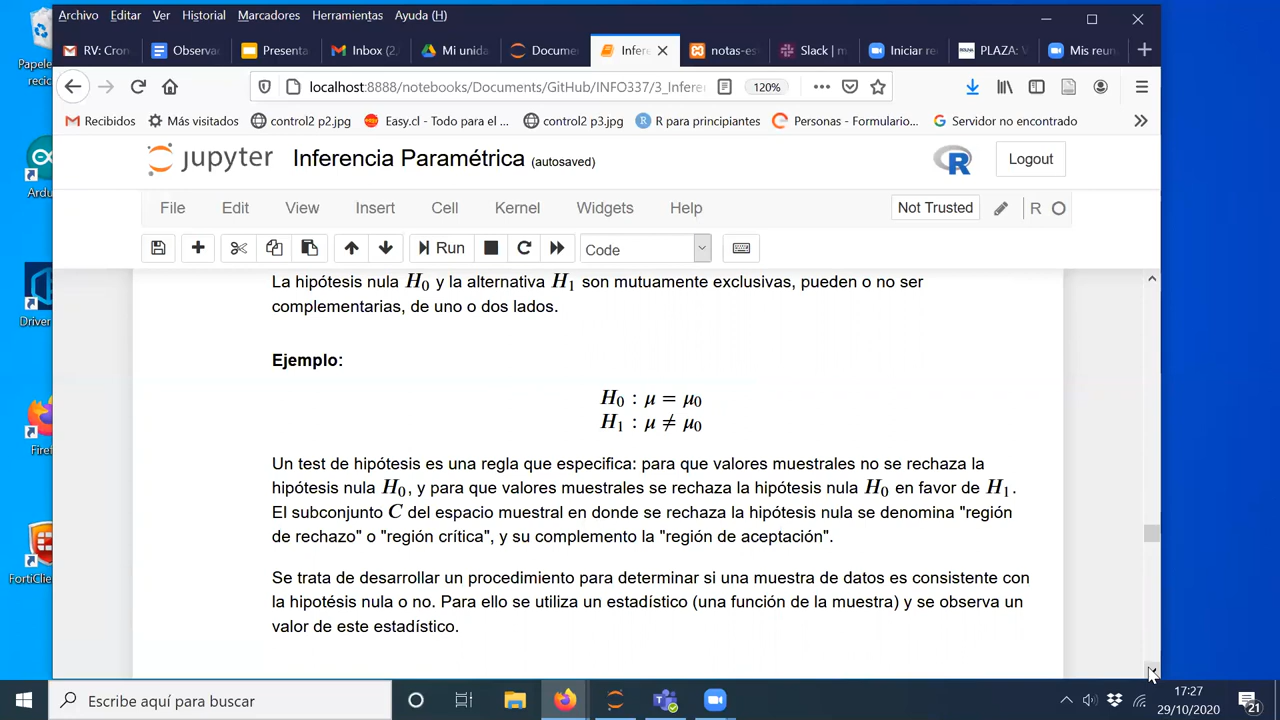 Archivo Editar Ver Historial Marcadores Herramientas Ayuda (H)
RV: Cron Observac Presenta Inbox (2, Mi unida Docume Infere notas-es Slack | m Iniciar re PLAZA: V Mis reun
localhost:8888/notebooks/Documents/GitHub/INFO337/3_Infere 120%
Recibidos Más visitados control2 p2.jpg Easy.cl - Todo para el ... control2 p3.jpg R para principiantes Personas - Formulario... Servidor no encontrado
jupyter Inferencia Paramétrica (autosaved) R Logout
File Edit View Insert Cell Kernel Widgets Help Not Trusted R
Run Code
La hipótesis nula H0 y la alternativa H1 son mutuamente exclusivas, pueden o no ser
complementarias, de uno o dos lados.
Ejemplo:
H0 : μ = μ0
H1 : μ ≠ μ0
Un test de hipótesis es una regla que especifica: para que valores muestrales no se rechaza la
hipótesis nula H0, y para que valores muestrales se rechaza la hipótesis nula H0 en favor de H1.
El subconjunto C del espacio muestral en donde se rechaza la hipótesis nula se denomina "región
de rechazo" o "región crítica", y su complemento la "región de aceptación".
Se trata de desarrollar un procedimiento para determinar si una muestra de datos es consistente con
la hipotésis nula o no. Para ello se utiliza un estadístico (una función de la muestra) y se observa un
valor de este estadístico.
Papele
recic
Ardu
Driver
Firef
FortiClie
Escribe aquí para buscar
17:27
29/10/2020
21